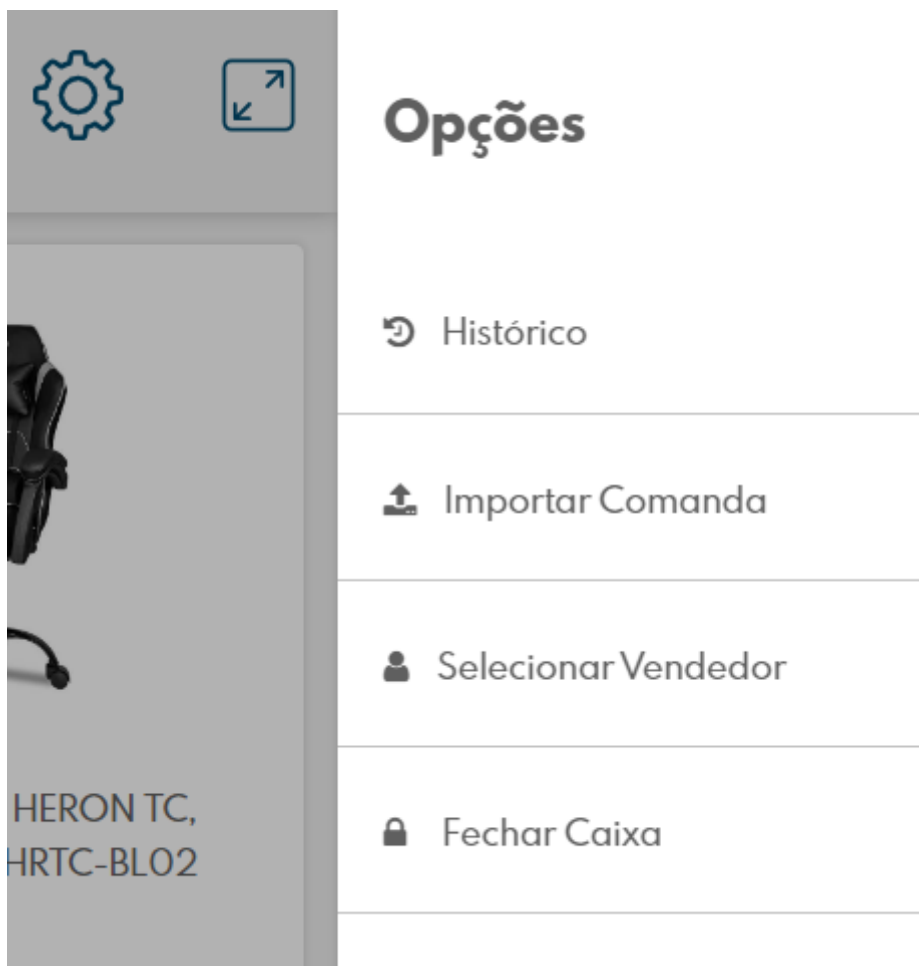 Opções
Histórico
Importar Comanda
Selecionar Vendedor
Fechar Caixa
HERON TC,
HRTC-BL02